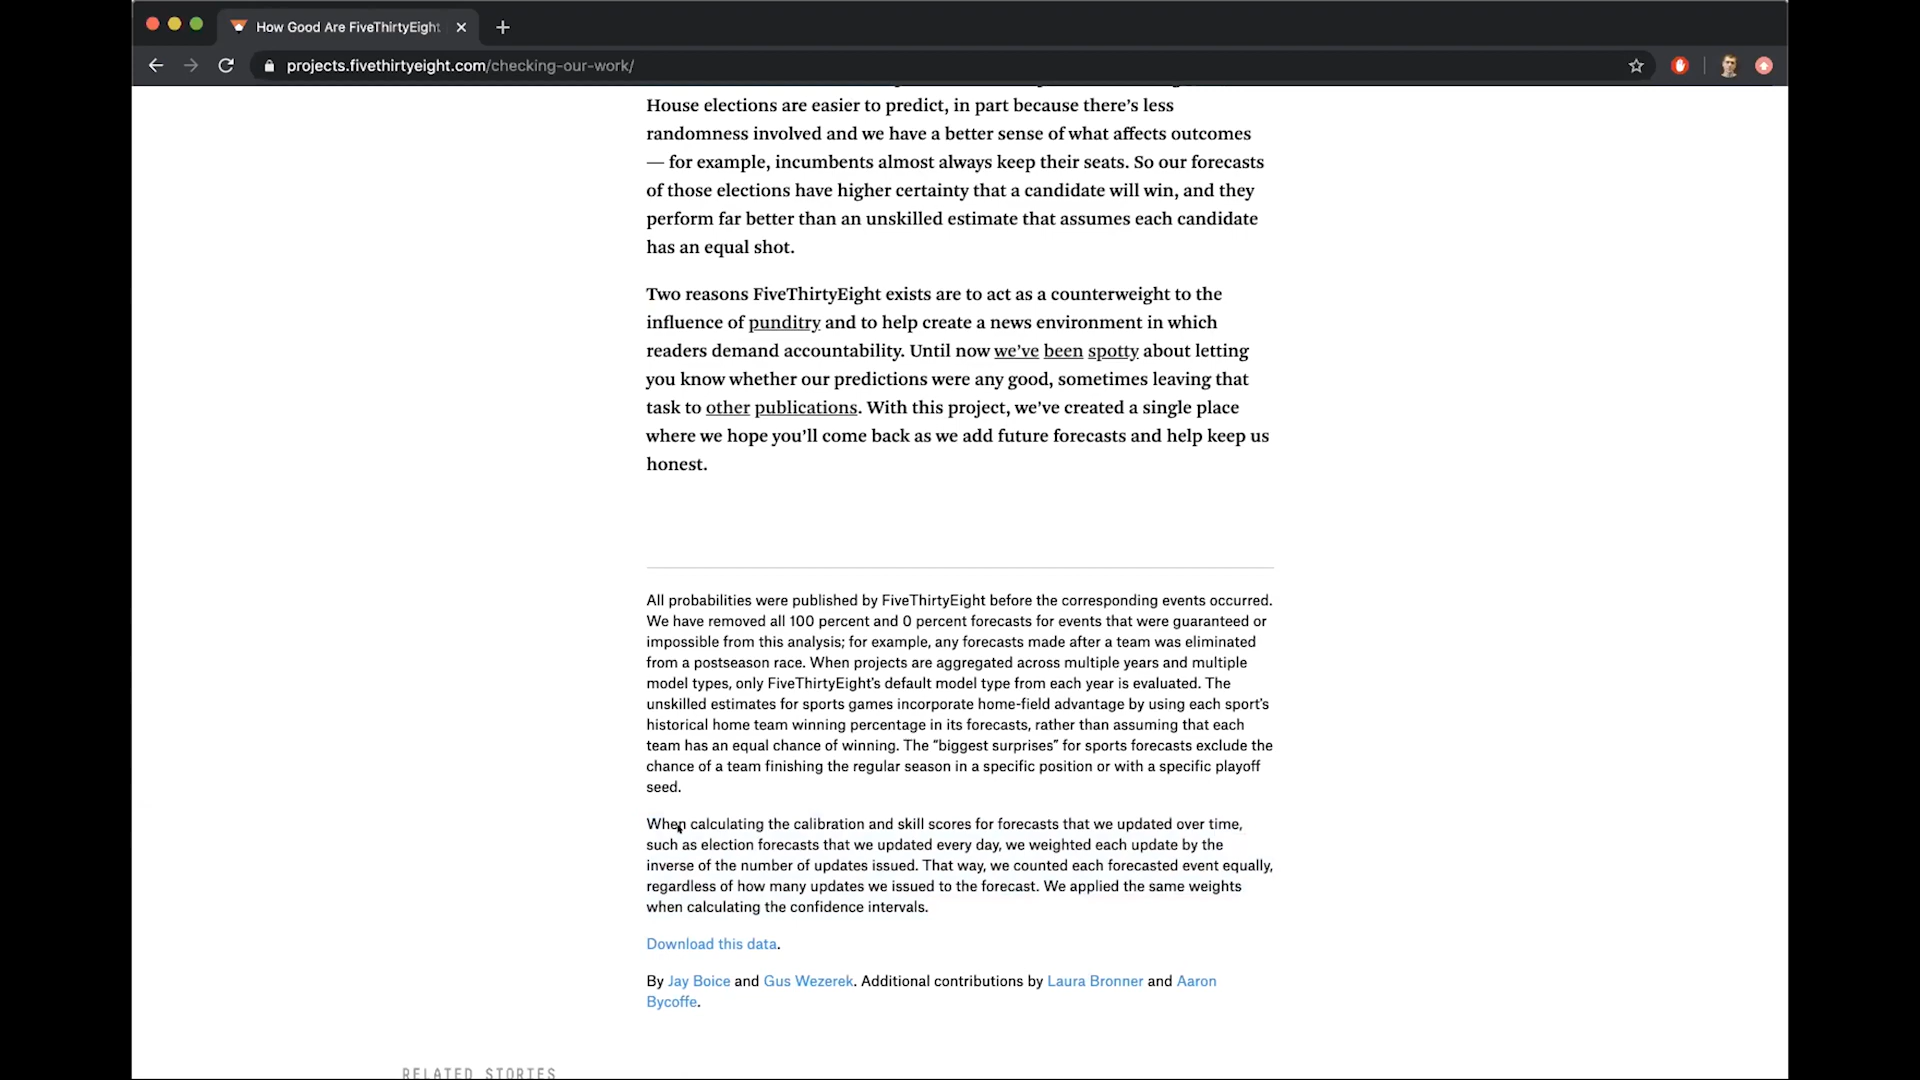 How Good Are FiveThirtyEight
projects.fivethirtyeight.com/checking-our-work/
House elections are easier to predict, in part because there’s less
randomness involved and we have a better sense of what affects outcomes
— for example, incumbents almost always keep their seats. So our forecasts
of those elections have higher certainty that a candidate will win, and they
perform far better than an unskilled estimate that assumes each candidate
has an equal shot.
Two reasons FiveThirtyEight exists are to act as a counterweight to the
influence of punditry and to help create a news environment in which
readers demand accountability. Until now we’ve been spotty about letting
you know whether our predictions were any good, sometimes leaving that
task to other publications. With this project, we’ve created a single place
where we hope you’ll come back as we add future forecasts and help keep us
honest.
All probabilities were published by FiveThirtyEight before the corresponding events occurred.
We have removed all 100 percent and 0 percent forecasts for events that were guaranteed or
impossible from this analysis; for example, any forecasts made after a team was eliminated
from a postseason race. When projects are aggregated across multiple years and multiple
model types, only FiveThirtyEight’s default model type from each year is evaluated. The
unskilled estimates for sports games incorporate home-field advantage by using each sport’s
historical home team winning percentage in its forecasts, rather than assuming that each
team has an equal chance of winning. The “biggest surprises” for sports forecasts exclude the
chance of a team finishing the regular season in a specific position or with a specific playoff
seed.
When calculating the calibration and skill scores for forecasts that we updated over time,
such as election forecasts that we updated every day, we weighted each update by the
inverse of the number of updates issued. That way, we counted each forecasted event equally,
regardless of how many updates we issued to the forecast. We applied the same weights
when calculating the confidence intervals.
Download this data.
By Jay Boice and Gus Wezerek. Additional contributions by Laura Bronner and Aaron
Bycoffe.
RELATED STORIES